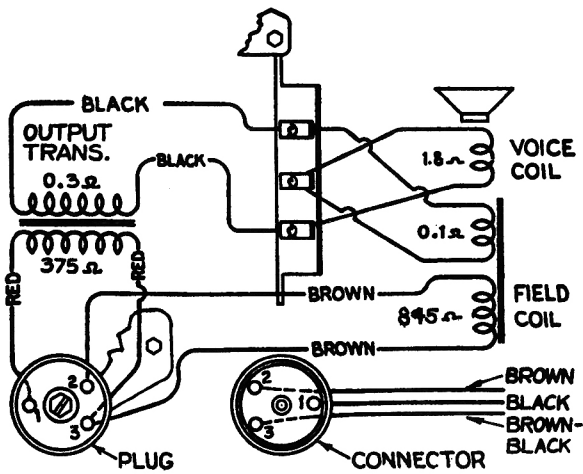 BLACK
OUTPUT
TRANS.
0.3Ω
BLACK
1.8Ω
VOICE
COIL
0.1Ω
375Ω
RED
RED
BROWN
FIELD
COIL
845Ω
BROWN
2
1
3
2
1
3
BROWN
BLACK
BROWN-
BLACK
PLUG
CONNECTOR